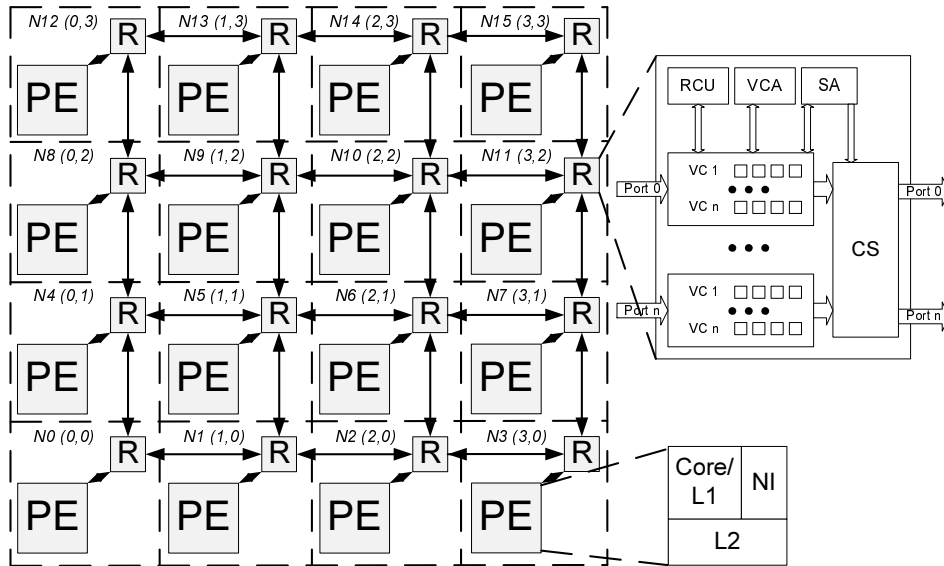 N12 (0,3) R N13 (1,3) R N14 (2,3) R N15 (3,3) R
PE PE PE PE
N8 (0,2) R N9 (1,2) R N10 (2,2) R N11 (3,2) R
PE PE PE PE
N4 (0,1) R N5 (1,1) R N6 (2,1) R N7 (3,1) R
PE PE PE PE
N0 (0,0) R N1 (1,0) R N2 (2,0) R N3 (3,0) R
PE PE PE PE
RCU VCA SA
VC 1
Port 0 Port 0
VC n
CS
VC 1
Port n Port n
VC n
Core/ NI
L1
L2